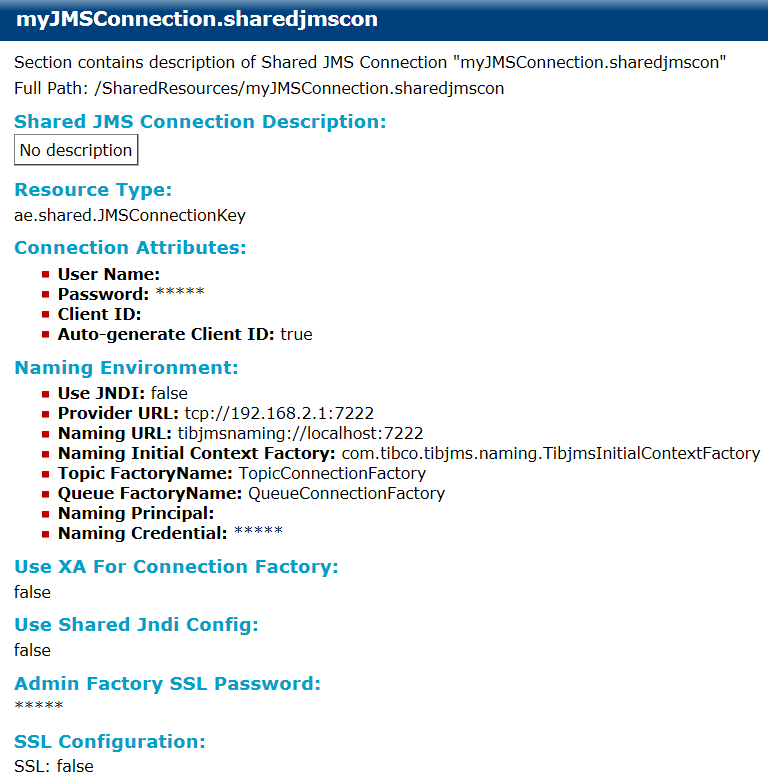 myJMSConnection.sharedjmscon
Section contains description of Shared JMS Connection "myJMSConnection.sharedjmscon"
Full Path: /SharedResources/myJMSConnection.sharedjmscon
Shared JMS Connection Description:
No description
Resource Type:
ae.shared.JMSConnectionKey
Connection Attributes:
User Name:
Password: *****
Client ID:
Auto-generate Client ID: true
Naming Environment:
Use JNDI: false
Provider URL: tcp://192.168.2.1:7222
Naming URL: tibjmsnaming://localhost:7222
Naming Initial Context Factory: com.tibco.tibjms.naming.TibjmsInitialContextFactory
Topic FactoryName: TopicConnectionFactory
Queue FactoryName: QueueConnectionFactory
Naming Principal:
Naming Credential: *****
Use XA For Connection Factory:
false
Use Shared Jndi Config:
false
Admin Factory SSL Password:
*****
SSL Configuration:
SSL: false